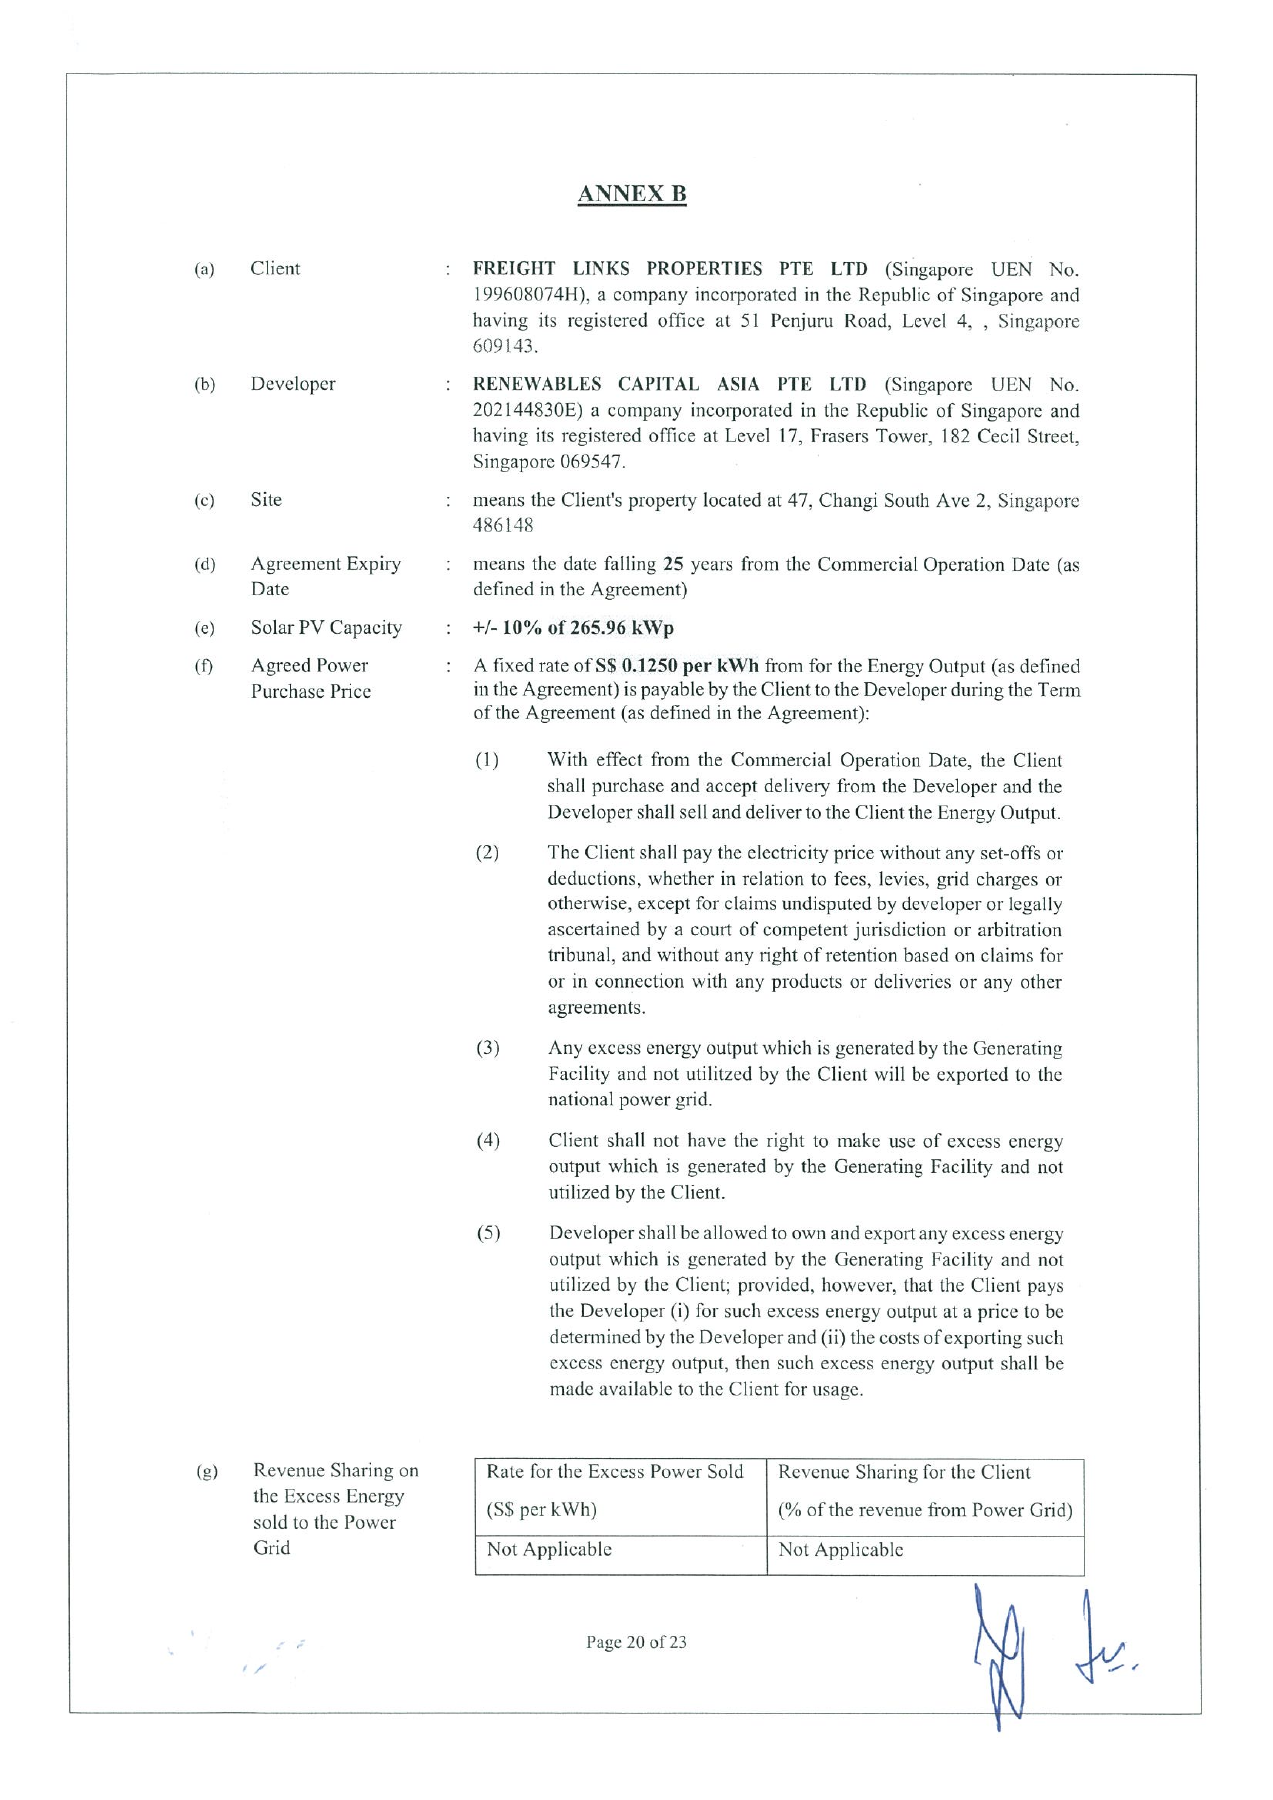 ANNEX B
(a) Client : FREIGHT LINKS PROPERTIES PTE LTD (Singapore UEN No.
199608074H), a company incorporated in the Republic of Singapore and
having its registered office at 51 Penjuru Road, Level 4, , Singapore
609143.
(b) Developer : RENEWABLES CAPITAL ASIA PTE LTD (Singapore UEN No.
202144830E) a company incorporated in the Republic of Singapore and
having its registered office at Level 17, Frasers Tower, 182 Cecil Street,
Singapore 069547.
(c) Site : means the Client's property located at 47, Changi South Ave 2, Singapore
486148
(d) Agreement Expiry : means the date falling 25 years from the Commercial Operation Date (as
Date defined in the Agreement)
(e) Solar PV Capacity : +/- 10% of 265.96 kWp
(f) Agreed Power : A fixed rate of S$ 0.1250 per kWh from for the Energy Output (as defined
Purchase Price in the Agreement) is payable by the Client to the Developer during the Term
of the Agreement (as defined in the Agreement):
(1) With effect from the Commercial Operation Date, the Client
shall purchase and accept delivery from the Developer and the
Developer shall sell and deliver to the Client the Energy Output.
(2) The Client shall pay the electricity price without any set-offs or
deductions, whether in relation to fees, levies, grid charges or
otherwise, except for claims undisputed by developer or legally
ascertained by a court of competent jurisdiction or arbitration
tribunal, and without any right of retention based on claims for
or in connection with any products or deliveries or any other
agreements.
(3) Any excess energy output which is generated by the Generating
Facility and not utilitzed by the Client will be exported to the
national power grid.
(4) Client shall not have the right to make use of excess energy
output which is generated by the Generating Facility and not
utilized by the Client.
(5) Developer shall be allowed to own and export any excess energy
output which is generated by the Generating Facility and not
utilized by the Client; provided, however, that the Client pays
the Developer (i) for such excess energy output at a price to be
determined by the Developer and (ii) the costs of exporting such
excess energy output, then such excess energy output shall be
made available to the Client for usage.
(g) Revenue Sharing on
the Excess Energy
sold to the Power
Grid
Rate for the Excess Power Sold
(S$ per kWh)
Revenue Sharing for the Client
(% of the revenue from Power Grid)
Not Applicable
Not Applicable
Page 20 of 23